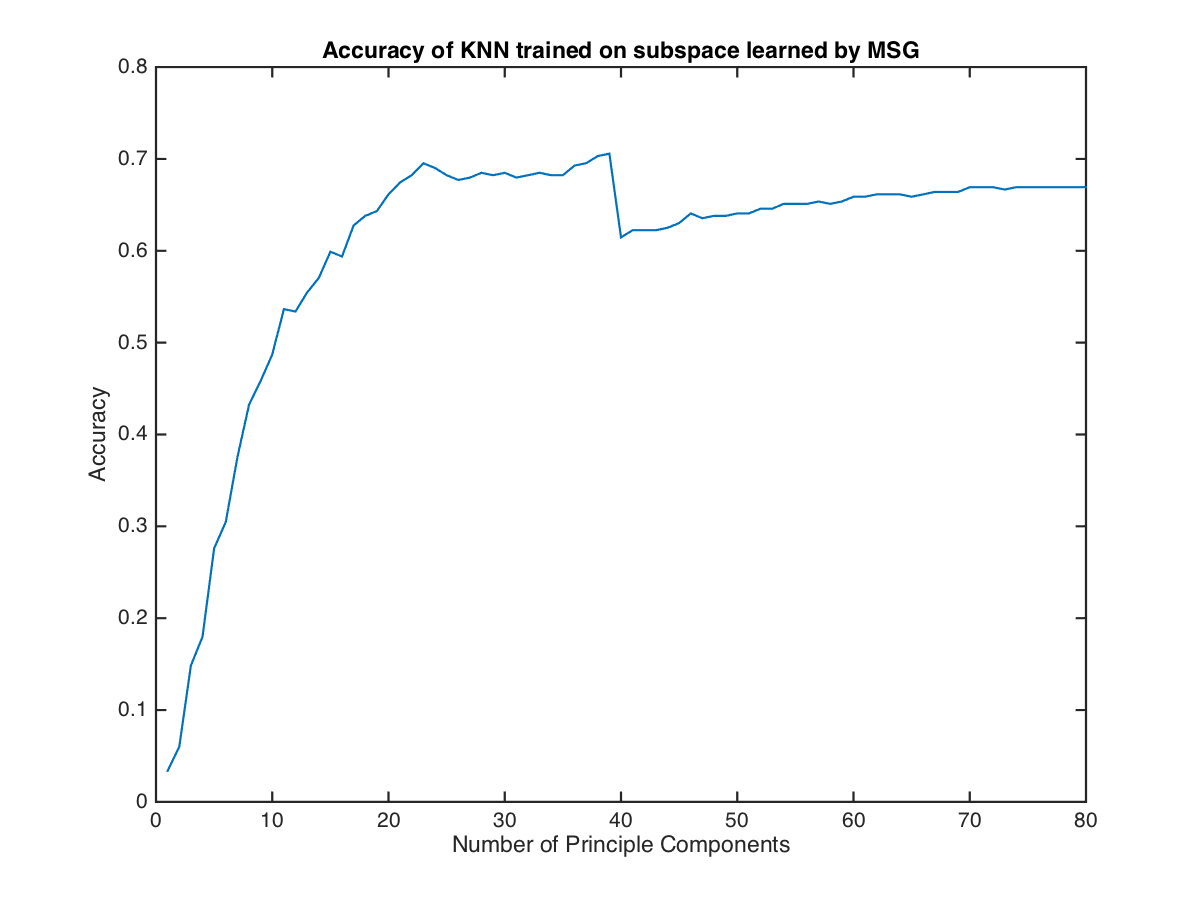 Accuracy of KNN trained on subspace learned by MSG
0.8
0.7
0.6
0.5
0.4
0.3
0.2
0.1
0
Accuracy
0 10 20 30 40 50 60 70 80
Number of Principle Components